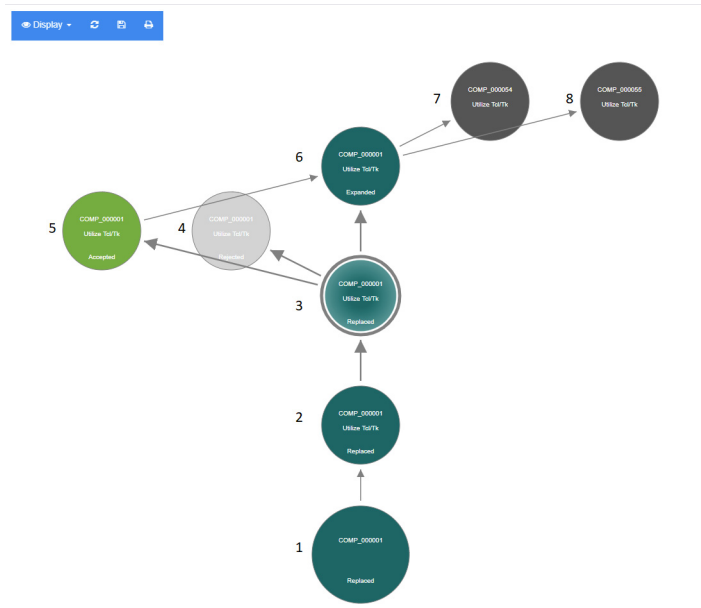 Display
7
COMP_000054
Utilize Tol/Tk
8
COMP_000055
Utilize Tol/Tk
6
COMP_000001
Utilize Tol/Tk
Expanded
5
COMP_000001
Utilize Tol/Tk
Accepted
4
COMP_000001
Utilize Tol/Tk
Rejected
3
COMP_000001
Utilize Tol/Tk
Replaced
2
COMP_000001
Utilize Tol/Tk
Replaced
1
COMP_000001
Replaced